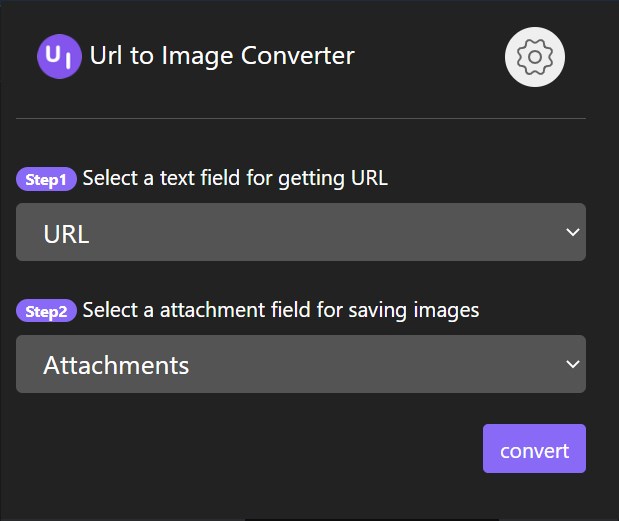 UI Url to Image Converter
Step1 Select a text field for getting URL
URL
Step2 Select a attachment field for saving images
Attachments
convert